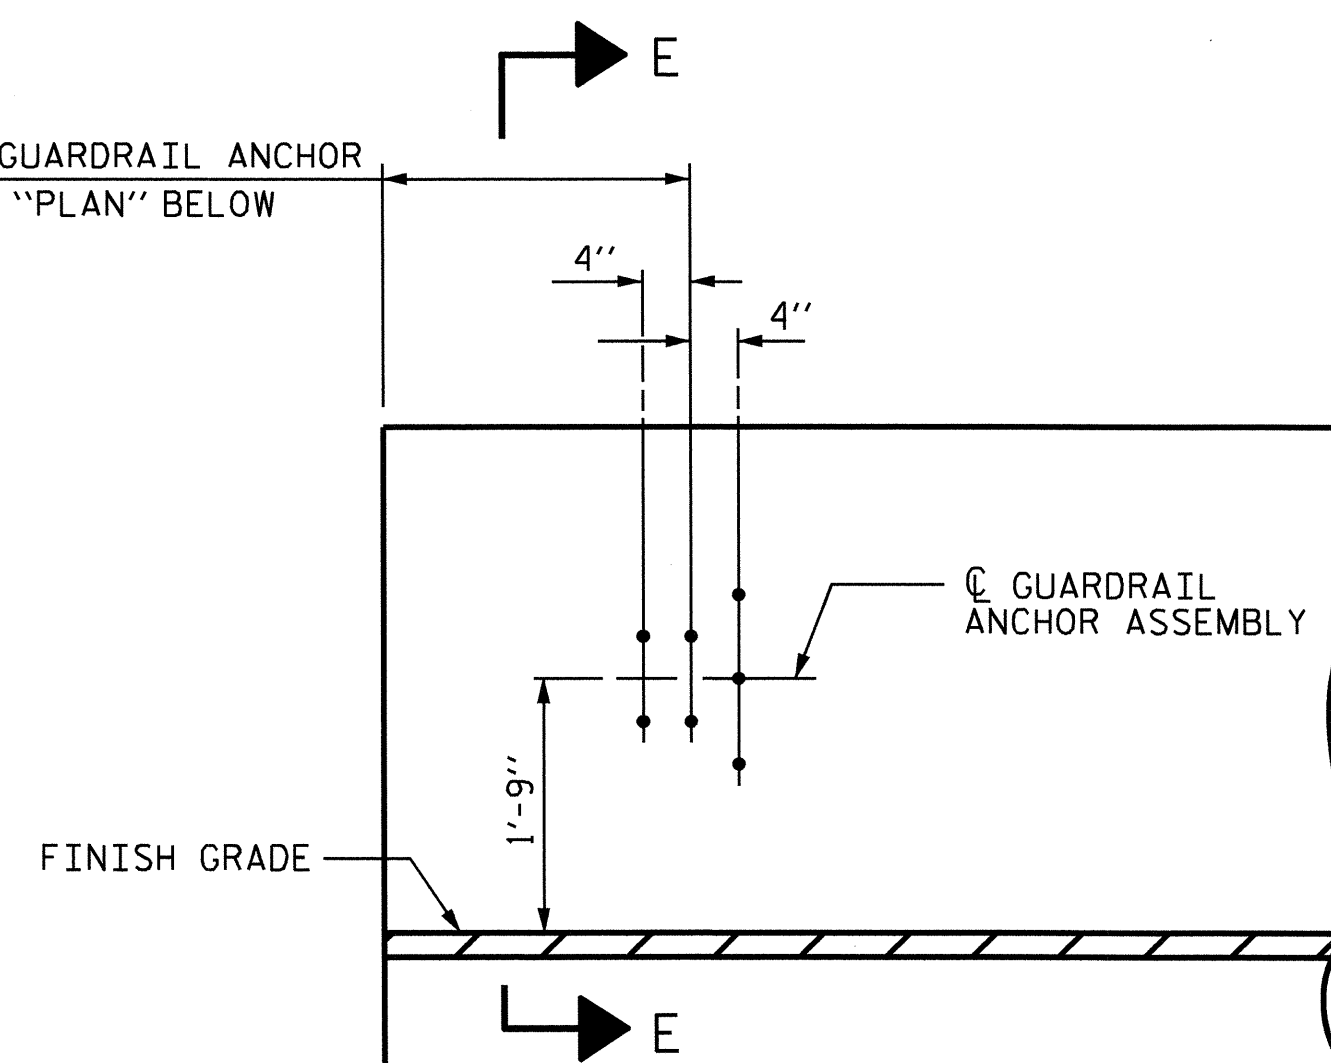 E
GUARDRAIL ANCHOR
"PLAN" BELOW
4"
4"
℄ GUARDRAIL
ANCHOR ASSEMBLY
1'-9"
FINISH GRADE
E